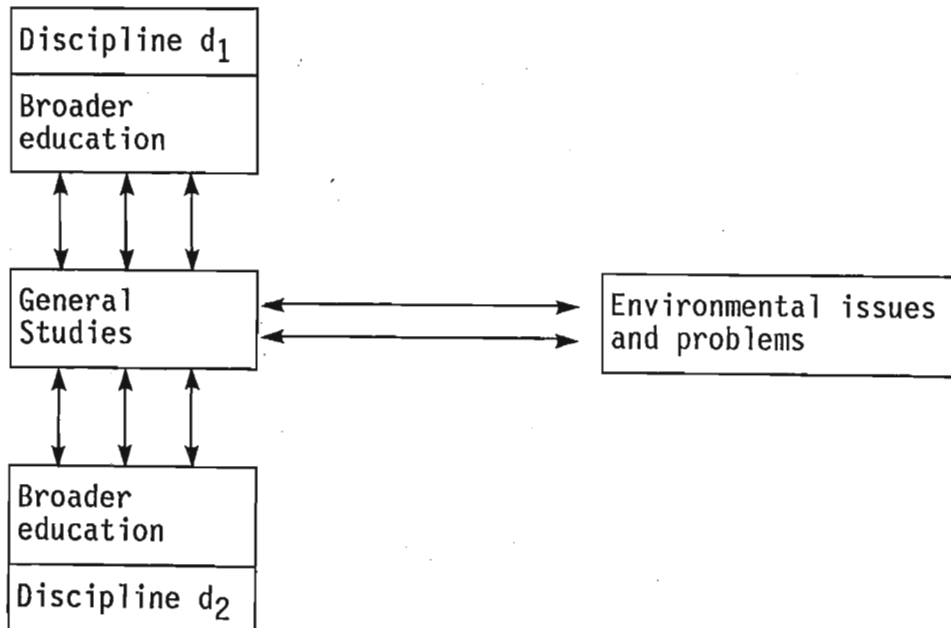 Discipline d₁
Broader
education
General
Studies
Environmental issues
and problems
Broader
education
Discipline d₂